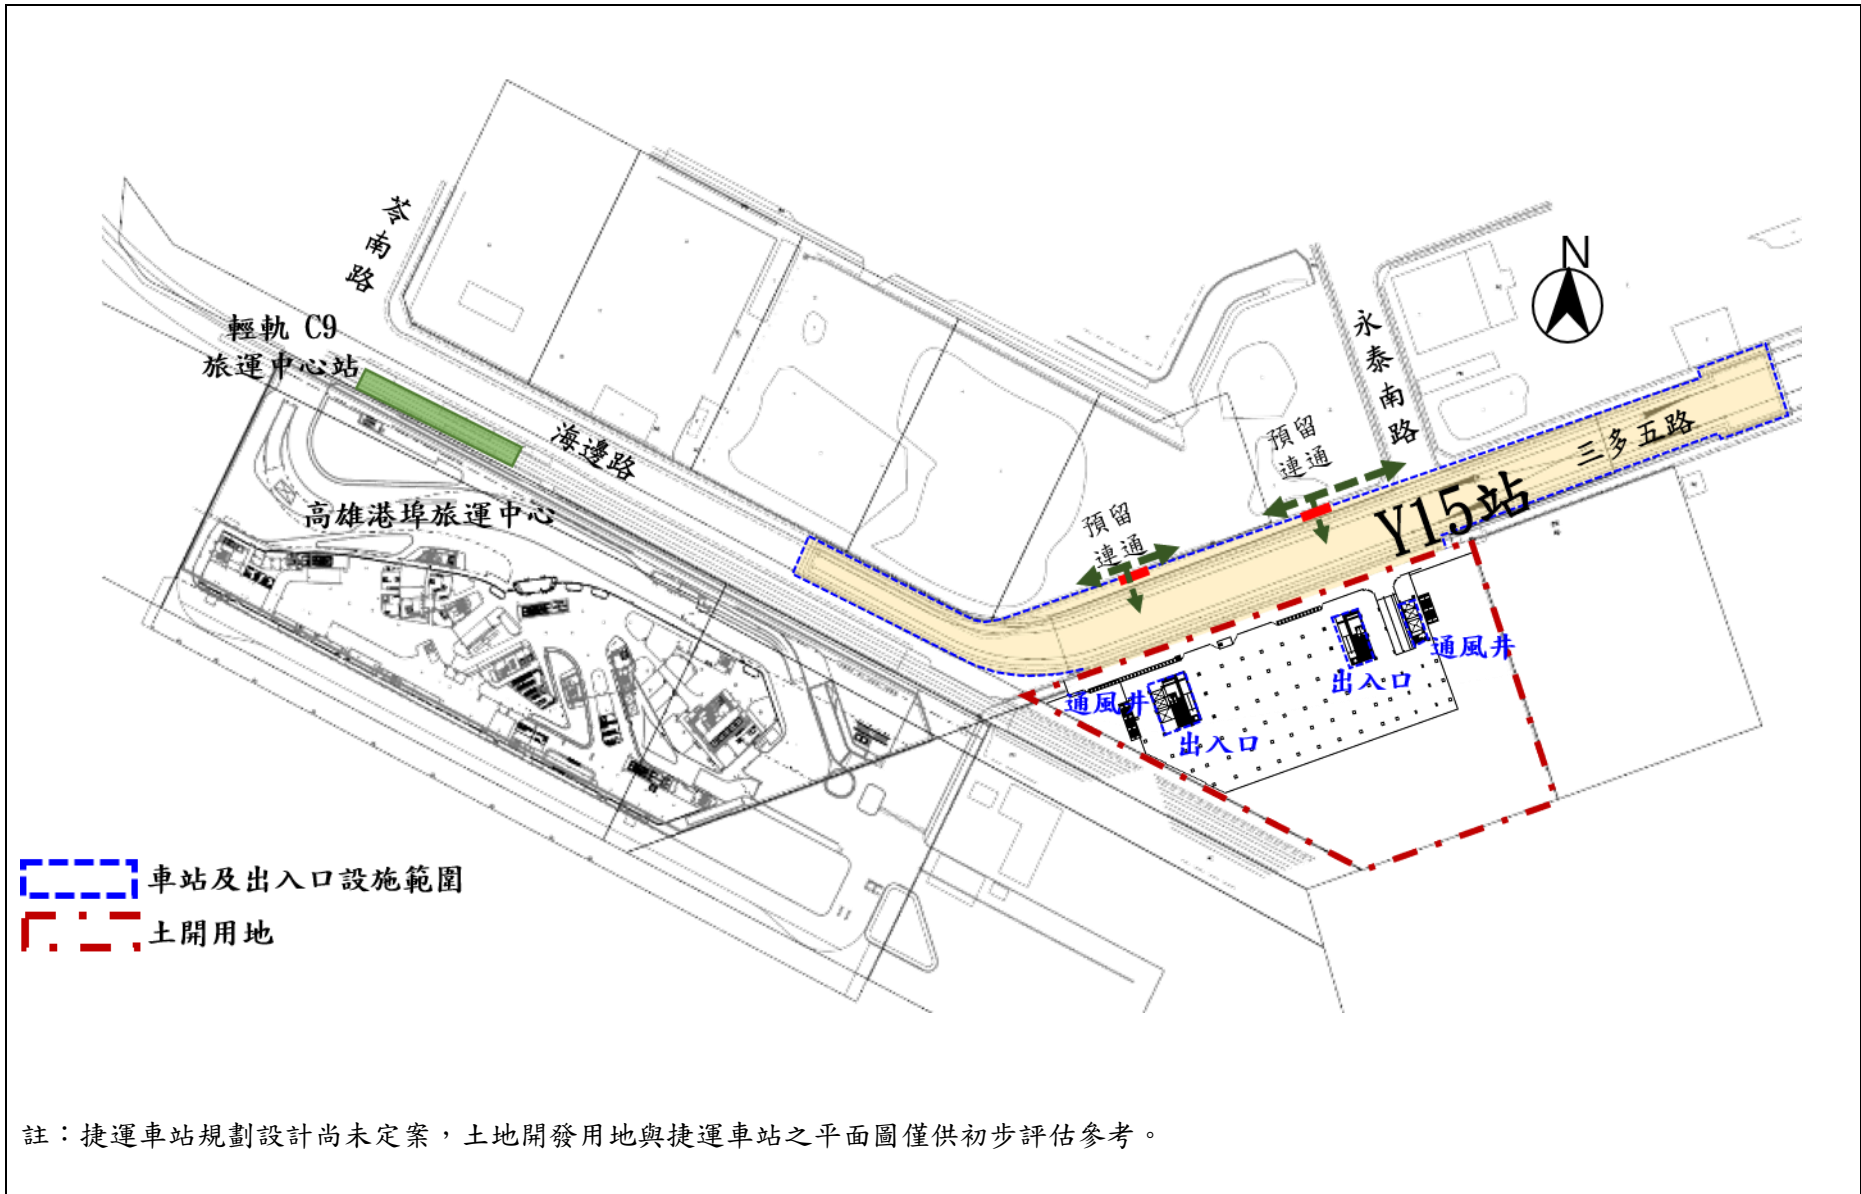 N
苓南路
永泰南路
輕軌 C9
旅運中心站
海邊路
三多五路
預留
連通
Y15站
預留
連通
高雄港埠旅運中心
通風井
出入口
通風井
出入口
車站及出入口設施範圍
土開用地
註：捷運車站規劃設計尚未定案，土地開發用地與捷運車站之平面圖僅供初步評估參考。